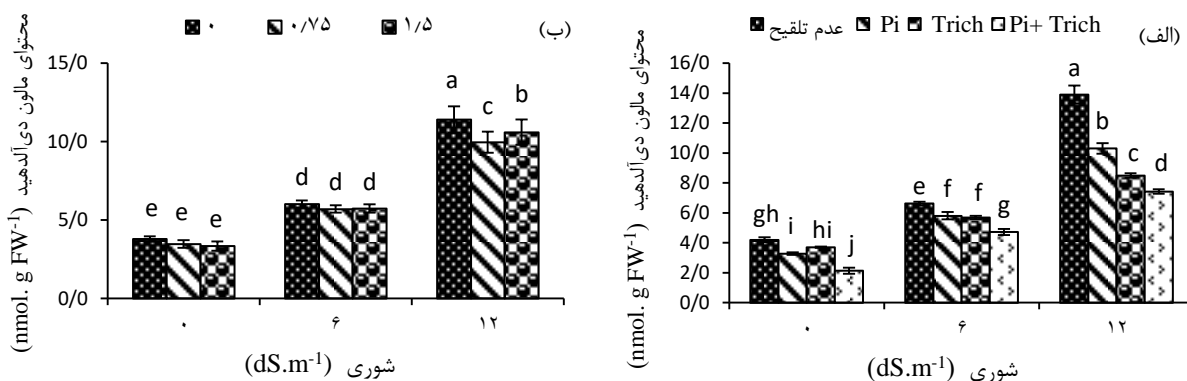 (الف)
عدم تلقیح Pi Trich Pi+ Trich
محتوای مالون دی‌آلدهید
(nmol. g FW-1)
16/0
14/0
12/0
10/0
8/0
6/0
4/0
2/0
0/0
gh i hi j
e f f g
a b c d
۰ ۶ ۱۲
شوری (dS.m-1)
(ب)
۰ ۰/۷۵ ۱/۵
محتوای مالون دی‌آلدهید
(nmol. g FW-1)
15/0
10/0
5/0
0/0
e e e
d d d
a c b
۰ ۶ ۱۲
شوری (dS.m-1)